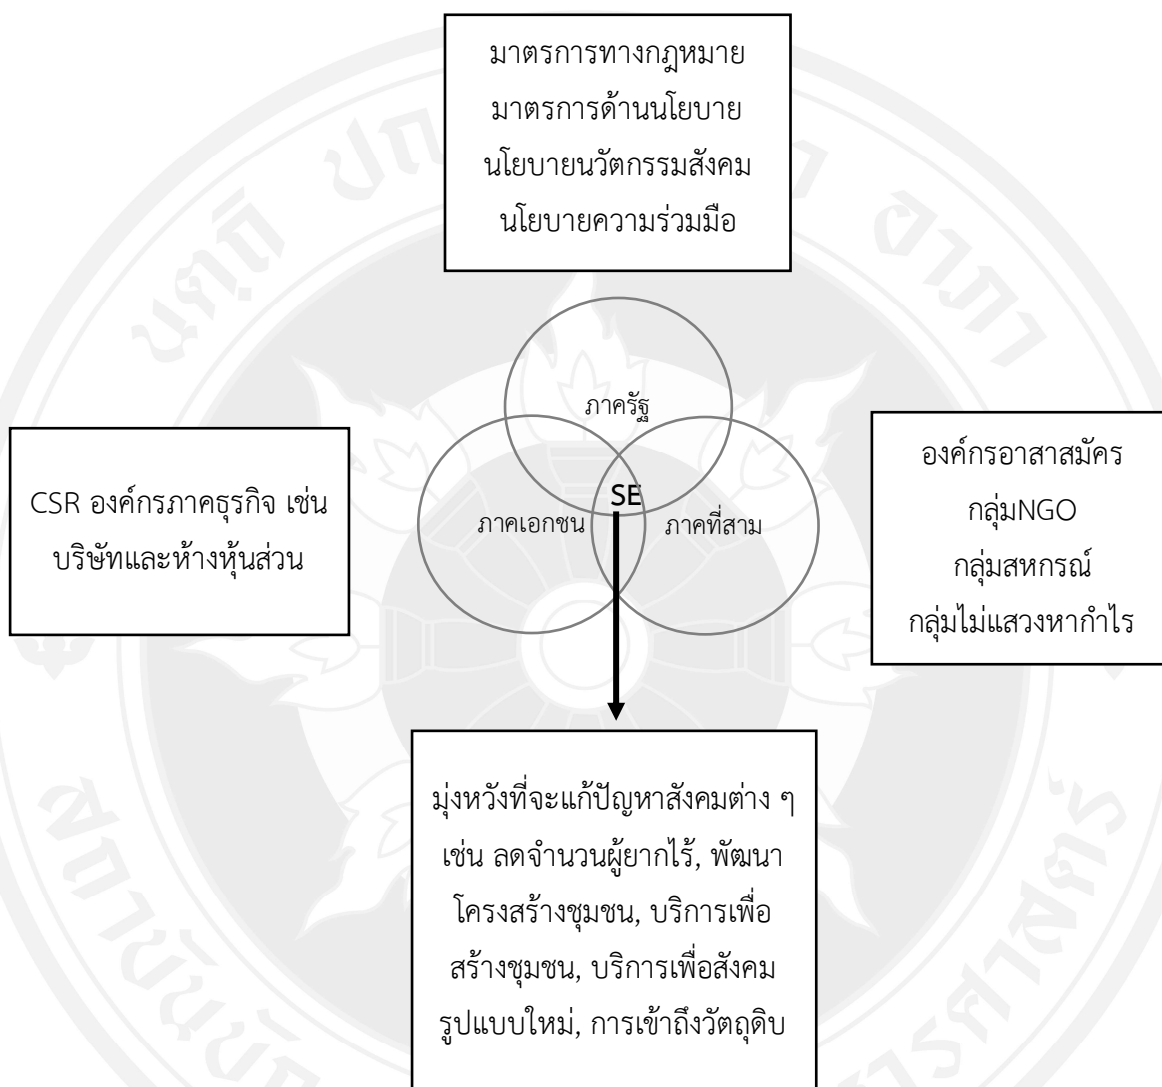 มาตรการทางกฎหมาย
มาตรการด้านนโยบาย
นโยบายนวัตกรรมสังคม
นโยบายความร่วมมือ
ภาครัฐ
CSR องค์กรภาคธุรกิจ เช่น
บริษัทและห้างหุ้นส่วน
ภาคเอกชน
SE
ภาคที่สาม
องค์กรอาสาสมัคร
กลุ่มNGO
กลุ่มสหกรณ์
กลุ่มไม่แสวงหากำไร
มุ่งหวังที่จะแก้ปัญหาสังคมต่าง ๆ
เช่น ลดจำนวนผู้ยากไร้, พัฒนา
โครงสร้างชุมชน, บริการเพื่อ
สร้างชุมชน, บริการเพื่อสังคม
รูปแบบใหม่, การเข้าถึงวัตถุดิบ